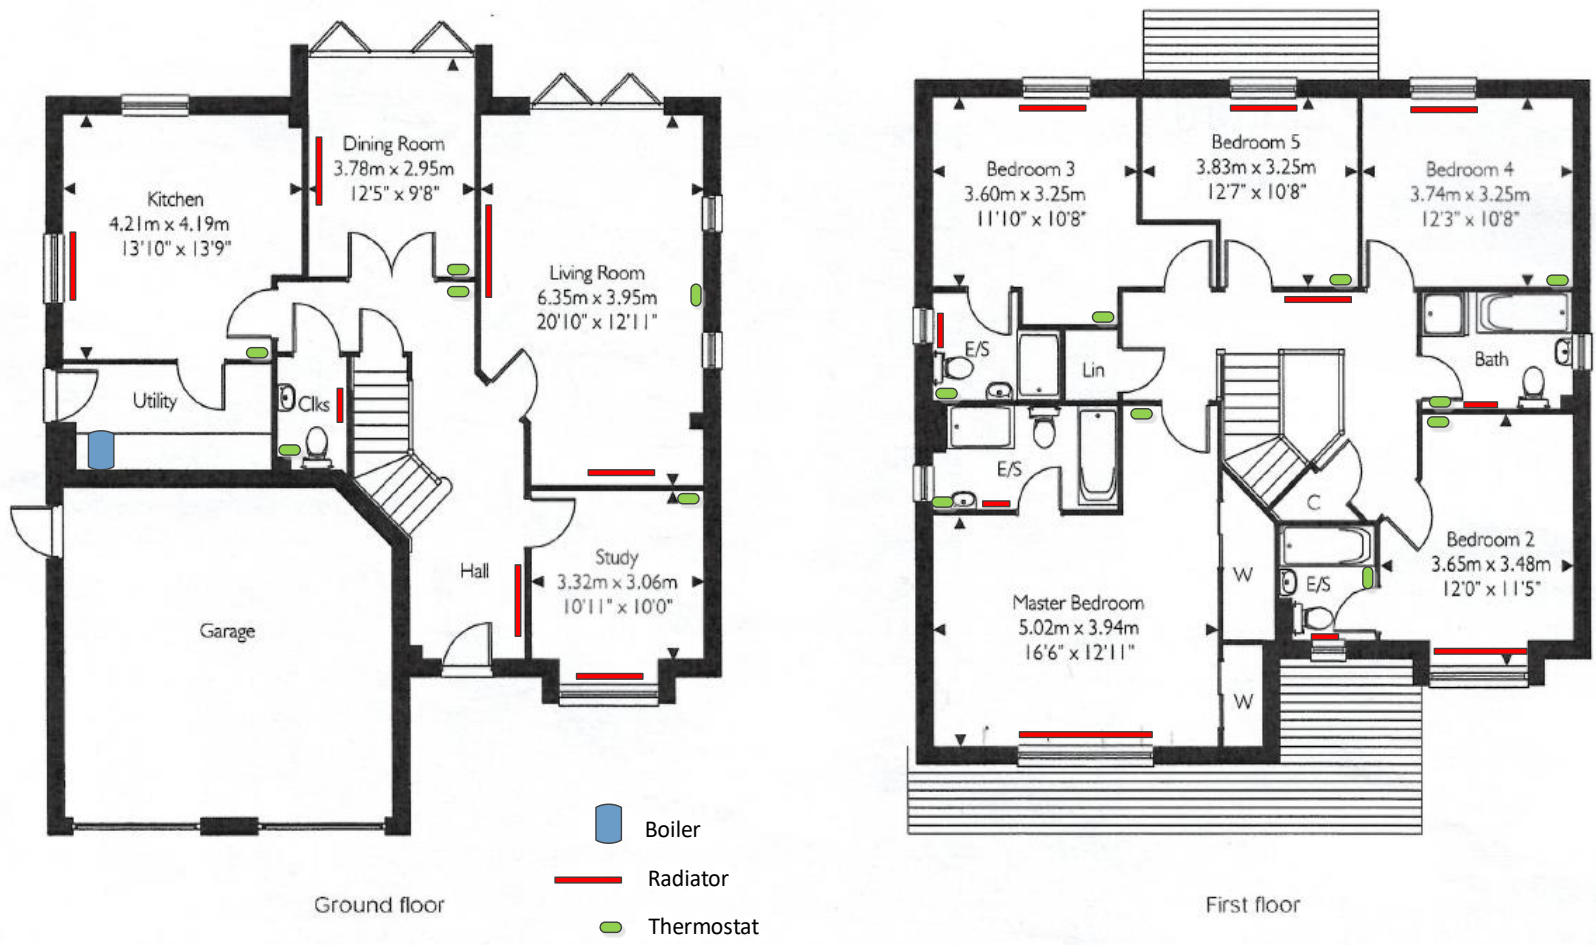 Dining Room
3.78m x 2.95m
12'5" x 9'8"
Kitchen
4.21m x 4.19m
13'10" x 13'9"
Living Room
6.35m x 3.95m
20'10" x 12'11"
Utility
Clks
Hall
Study
3.32m x 3.06m
10'11" x 10'0"
Garage
Boiler
Radiator
Thermostat
Ground floor
Bedroom 3
3.60m x 3.25m
11'10" x 10'8"
Bedroom 5
3.83m x 3.25m
12'7" x 10'8"
Bedroom 4
3.74m x 3.25m
12'3" x 10'8"
E/S
Lin
Bath
E/S
C
Bedroom 2
3.65m x 3.48m
12'0" x 11'5"
E/S
W
Master Bedroom
5.02m x 3.94m
16'6" x 12'11"
W
First floor